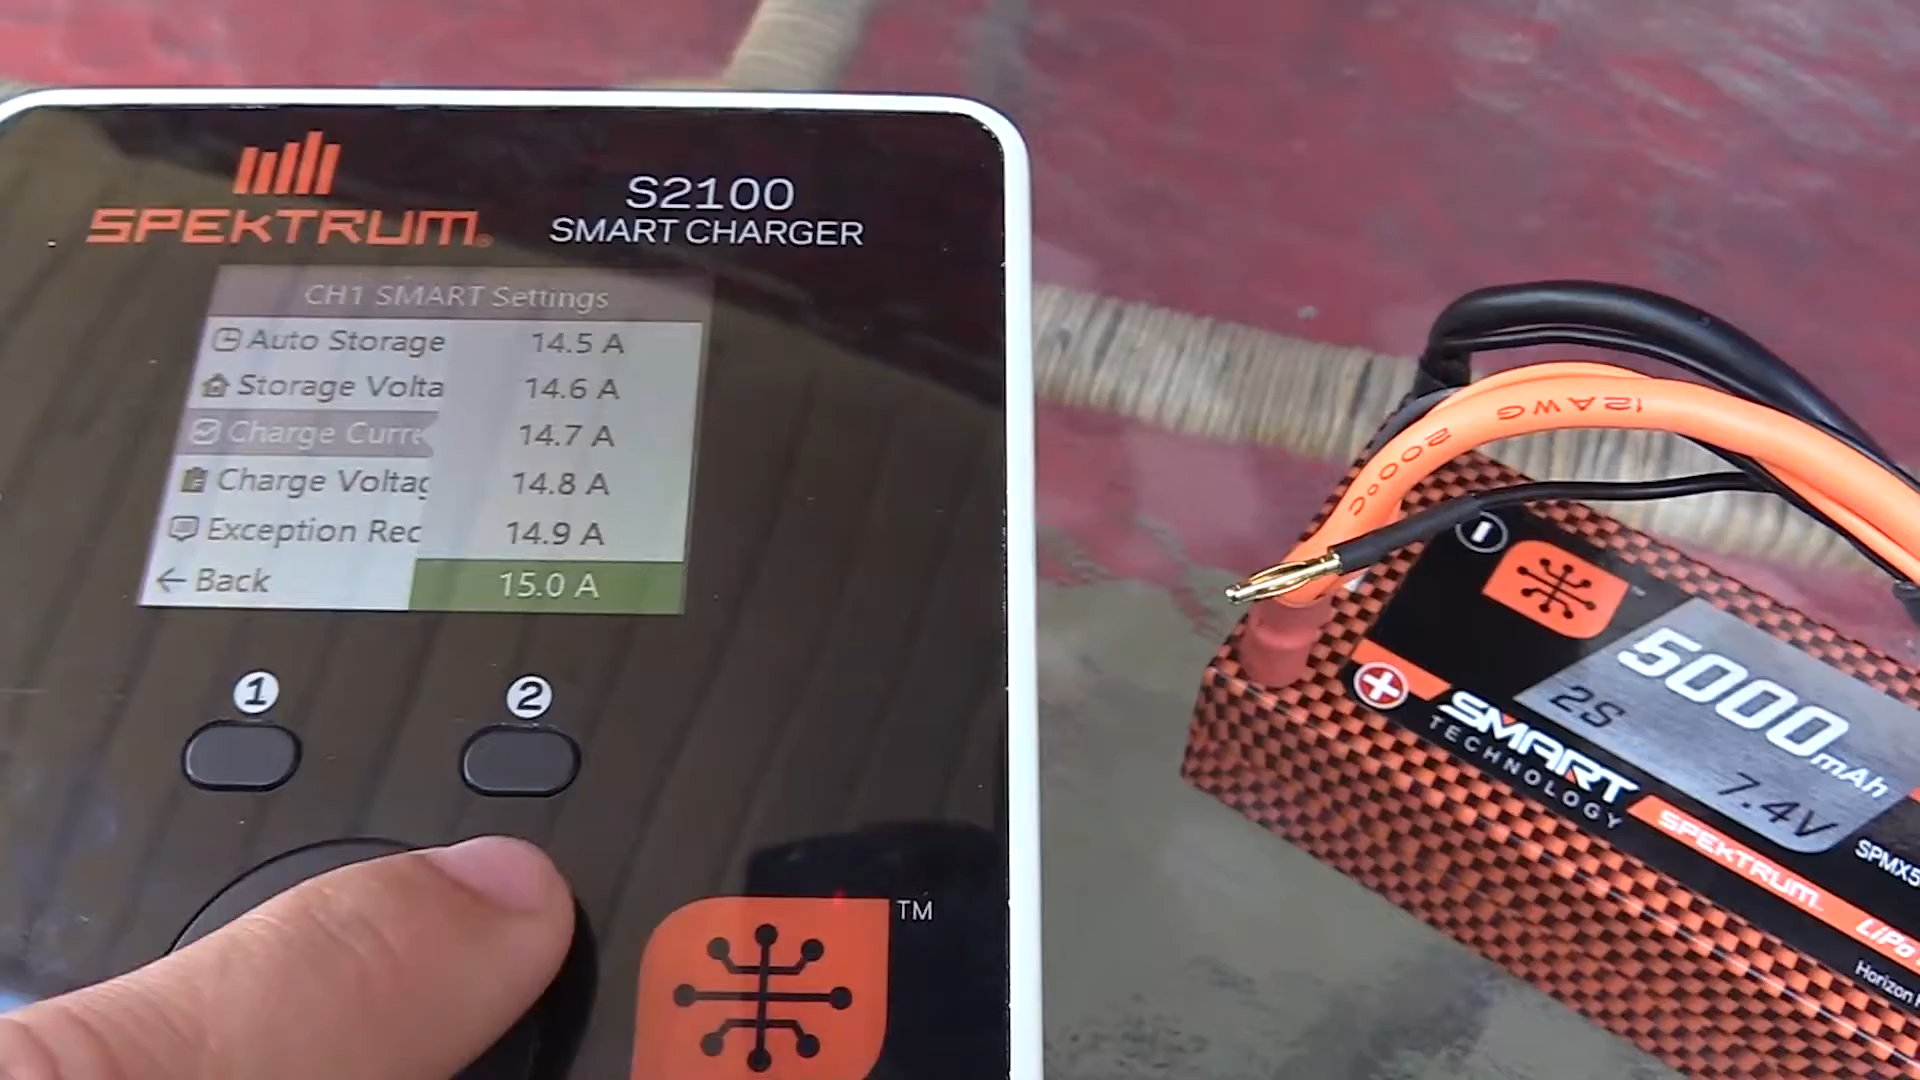 SPEKTRUM®
S2100
SMART CHARGER
CH1 SMART Settings
Auto Storage 14.5 A
Storage Volta 14.6 A
Charge Curre 14.7 A
Charge Voltag 14.8 A
Exception Rec 14.9 A
← Back 15.0 A
1 2
TM
12AWG 200°C
5000mAh
2S
7.4V
SMART
TECHNOLOGY
SPEKTRUM LiPo
SPMX5
Horizon